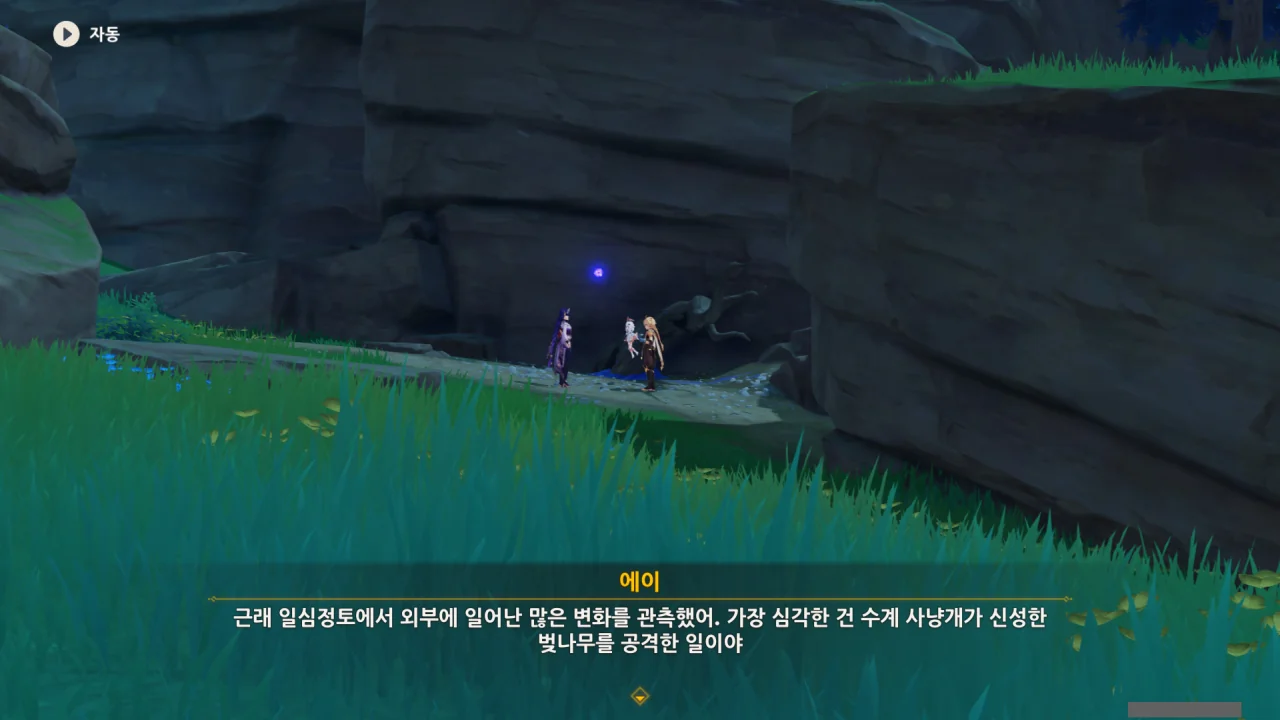 자동
에이
근래 일심정토에서 외부에 일어난 많은 변화를 관측했어. 가장 심각한 건 수계 사냥개가 신성한
벚나무를 공격한 일이야